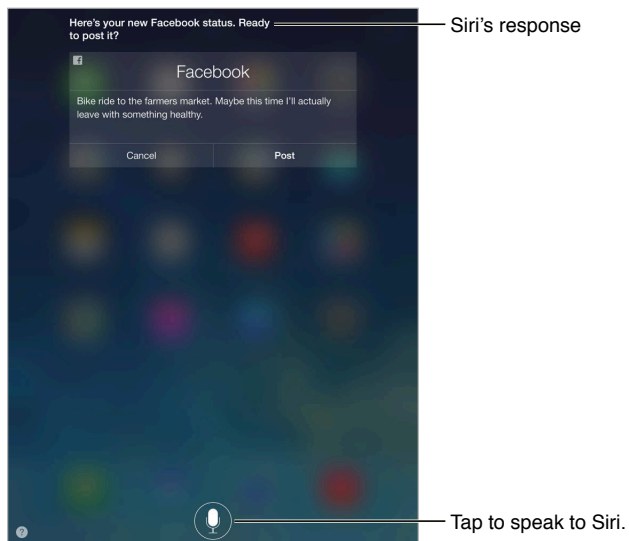 Here's your new Facebook status. Ready
to post it?
Siri's response
f
Facebook
Bike ride to the farmers market. Maybe this time I'll actually
leave with something healthy.
Cancel
Post
Tap to speak to Siri.
?